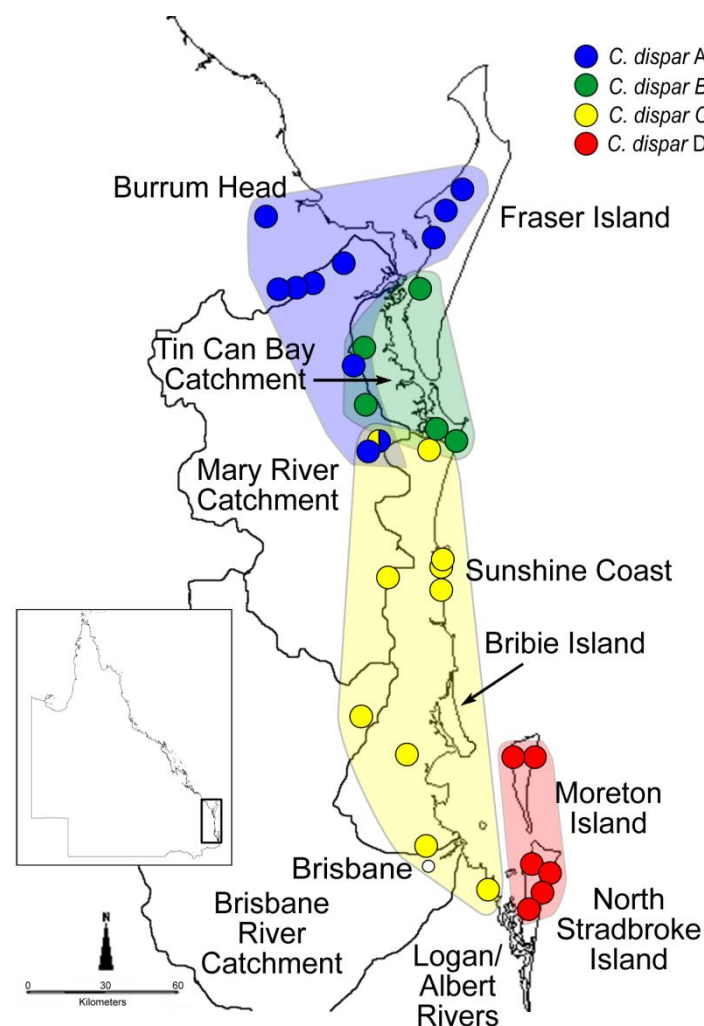 C. dispar A
C. dispar B
C. dispar C
C. dispar D
Burrum Head
Fraser Island
Tin Can Bay
Catchment
Mary River
Catchment
Sunshine Coast
Bribie Island
Moreton
Island
Brisbane
North
Stradbroke
Island
Brisbane
River
Catchment
Logan/
Albert
Rivers
N
0 30 60
Kilometers